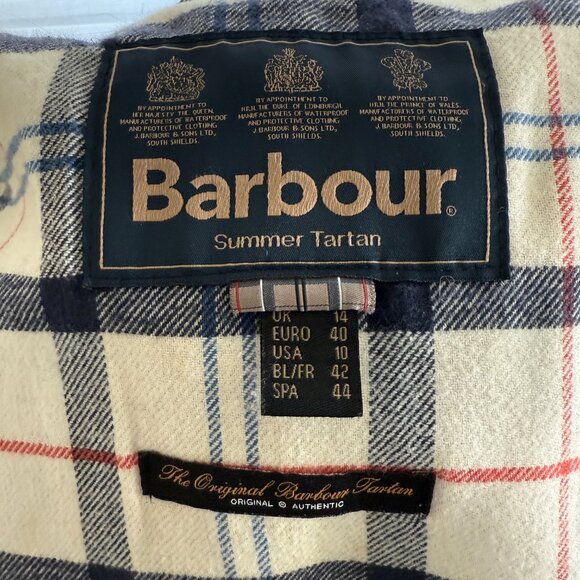 BY APPOINTMENT TO
HER MAJESTY THE QUEEN.
MANUFACTURERS OF WATERPROOF
AND PROTECTIVE CLOTHING
J. BARBOUR & SONS LTD,
SOUTH SHIELDS.
BY APPOINTMENT TO
H.R.H. THE DUKE OF EDINBURGH.
MANUFACTURERS OF WATERPROOF
AND PROTECTIVE CLOTHING
J. BARBOUR & SONS LTD,
SOUTH SHIELDS.
BY APPOINTMENT TO
H.R.H. THE PRINCE OF WALES.
MANUFACTURERS OF WATERPROOF
AND PROTECTIVE CLOTHING
J. BARBOUR & SONS LTD,
SOUTH SHIELDS.
Barbour®
Summer Tartan
UK 14
EURO 40
USA 10
BL/FR 42
SPA 44
The Original Barbour Tartan
ORIGINAL © AUTHENTIC